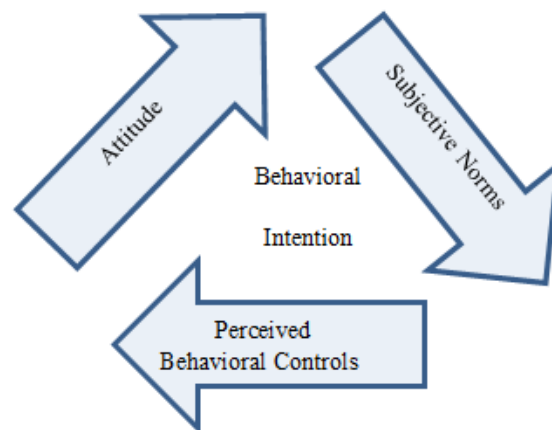 Attitude
Subjective Norms
Behavioral
Intention
Perceived
Behavioral Controls